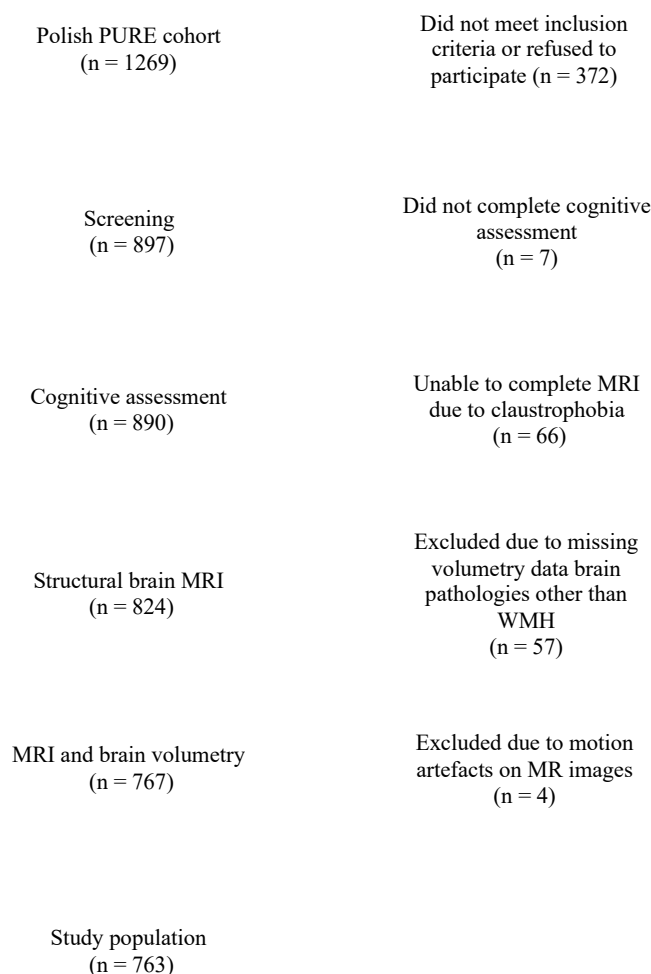 Polish PURE cohort
(n = 1269)
Did not meet inclusion
criteria or refused to
participate (n = 372)
Screening
(n = 897)
Did not complete cognitive
assessment
(n = 7)
Cognitive assessment
(n = 890)
Unable to complete MRI
due to claustrophobia
(n = 66)
Structural brain MRI
(n = 824)
Excluded due to missing
volumetry data brain
pathologies other than
WMH
(n = 57)
MRI and brain volumetry
(n = 767)
Excluded due to motion
artefacts on MR images
(n = 4)
Study population
(n = 763)